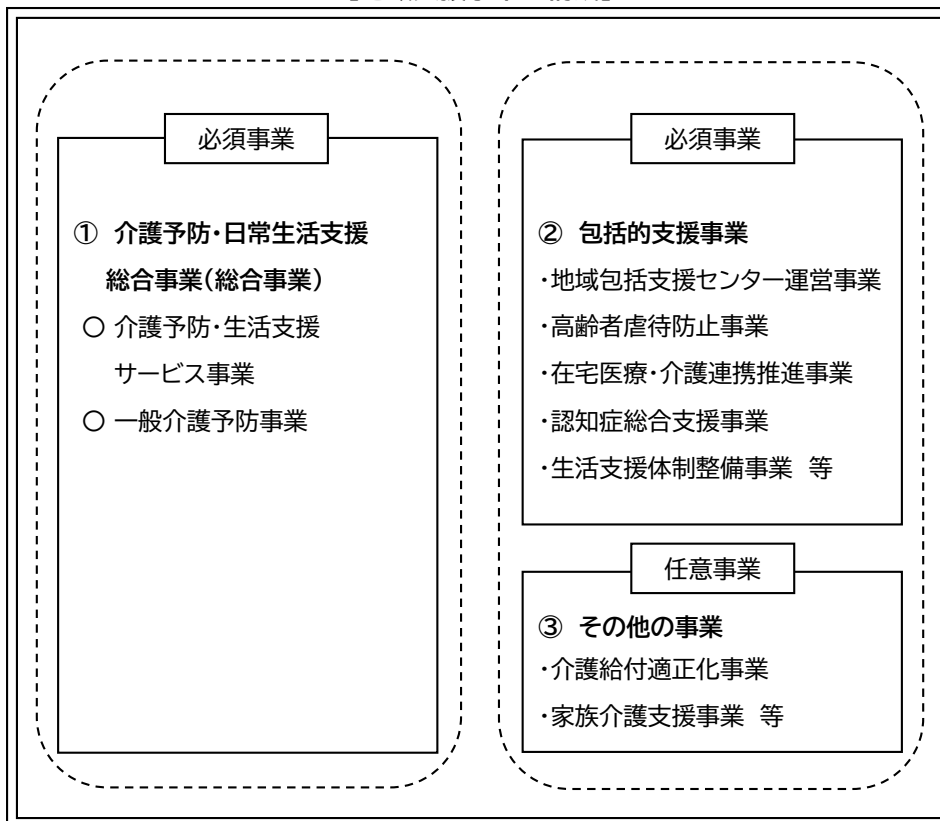 必須事業
① 介護予防・日常生活支援
総合事業(総合事業)
○ 介護予防・生活支援
サービス事業
○ 一般介護予防事業
必須事業
② 包括的支援事業
・地域包括支援センター運営事業
・高齢者虐待防止事業
・在宅医療・介護連携推進事業
・認知症総合支援事業
・生活支援体制整備事業 等
任意事業
③ その他の事業
・介護給付適正化事業
・家族介護支援事業 等